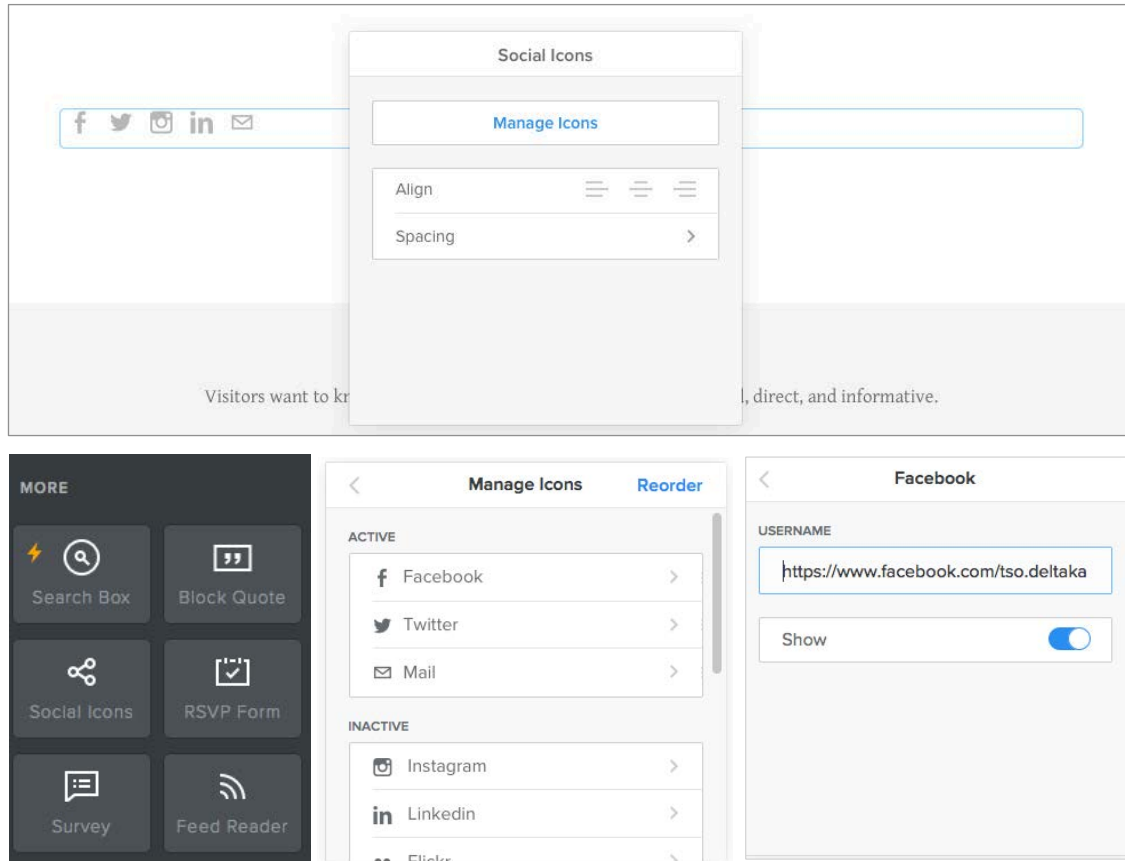 Social Icons
Manage Icons
Align
Spacing
Visitors want to kn
l, direct, and informative.
MORE
Search Box
Block Quote
Social Icons
RSVP Form
Survey
Feed Reader
Manage Icons
Reorder
ACTIVE
Facebook
Twitter
Mail
INACTIVE
Instagram
Linkedin
Flickr
Facebook
USERNAME
https://www.facebook.com/tso.deltaka
Show